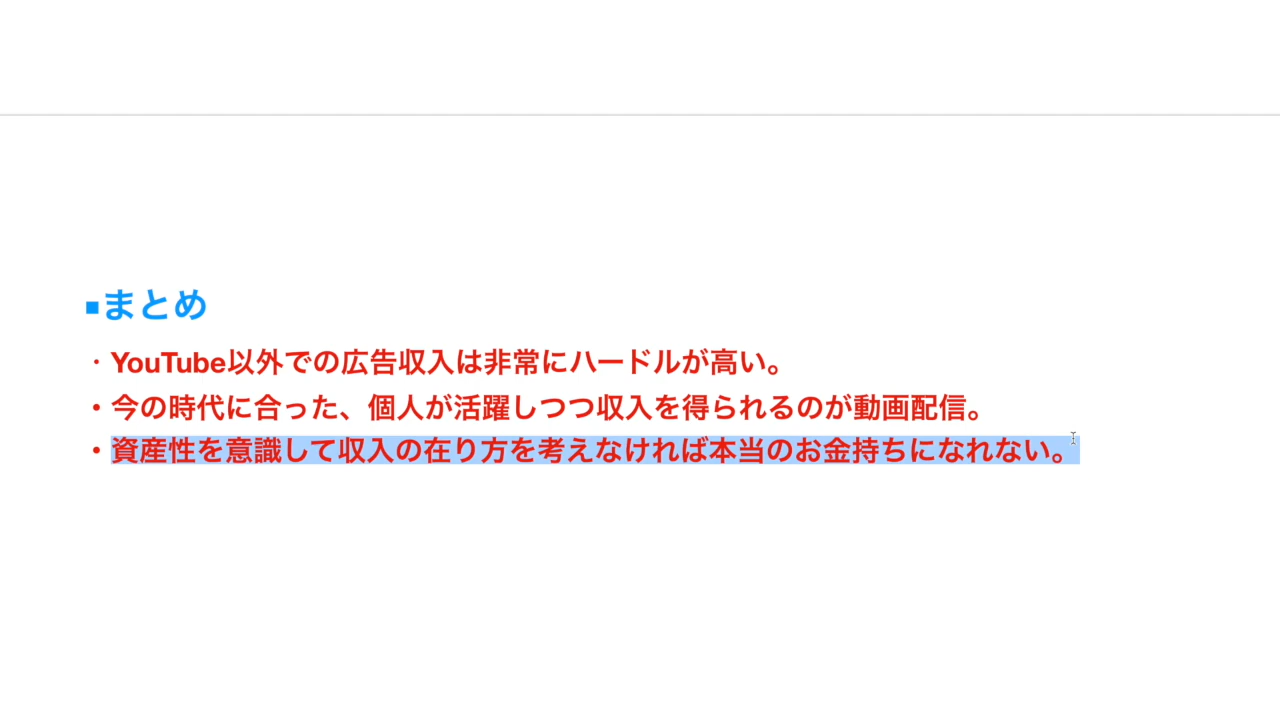 ■まとめ
・YouTube以外での広告収入は非常にハードルが高い。
・今の時代に合った、個人が活躍しつつ収入を得られるのが動画配信。
・資産性を意識して収入の在り方を考えなければ本当のお金持ちになれない。